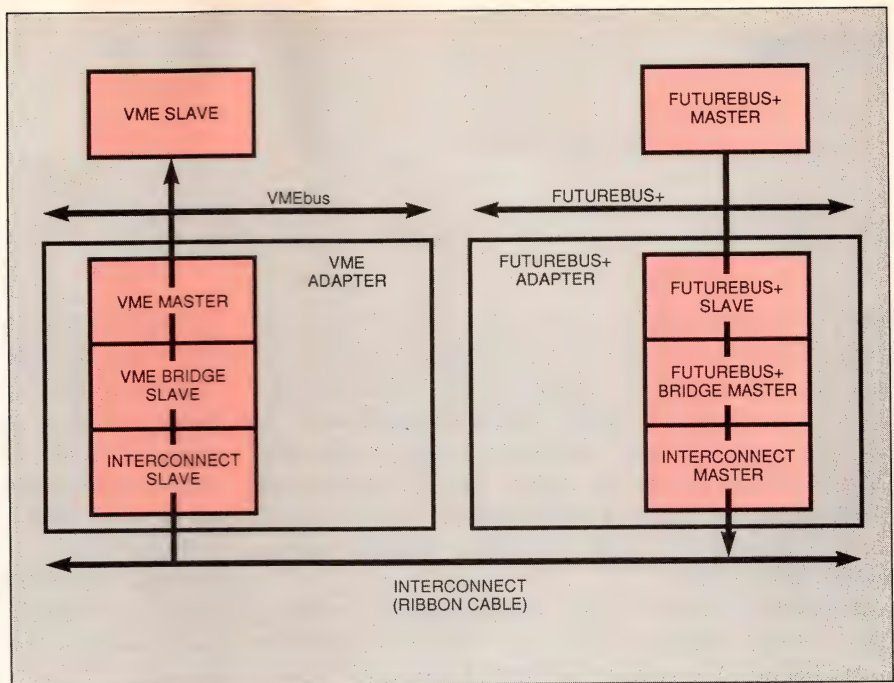 VME SLAVE
FUTUREBUS+
MASTER
VMEbus
FUTUREBUS+
VME
ADAPTER
FUTUREBUS+
ADAPTER
VME MASTER
VME BRIDGE
SLAVE
INTERCONNECT
SLAVE
FUTUREBUS+
SLAVE
FUTUREBUS+
BRIDGE MASTER
INTERCONNECT
MASTER
INTERCONNECT
(RIBBON CABLE)